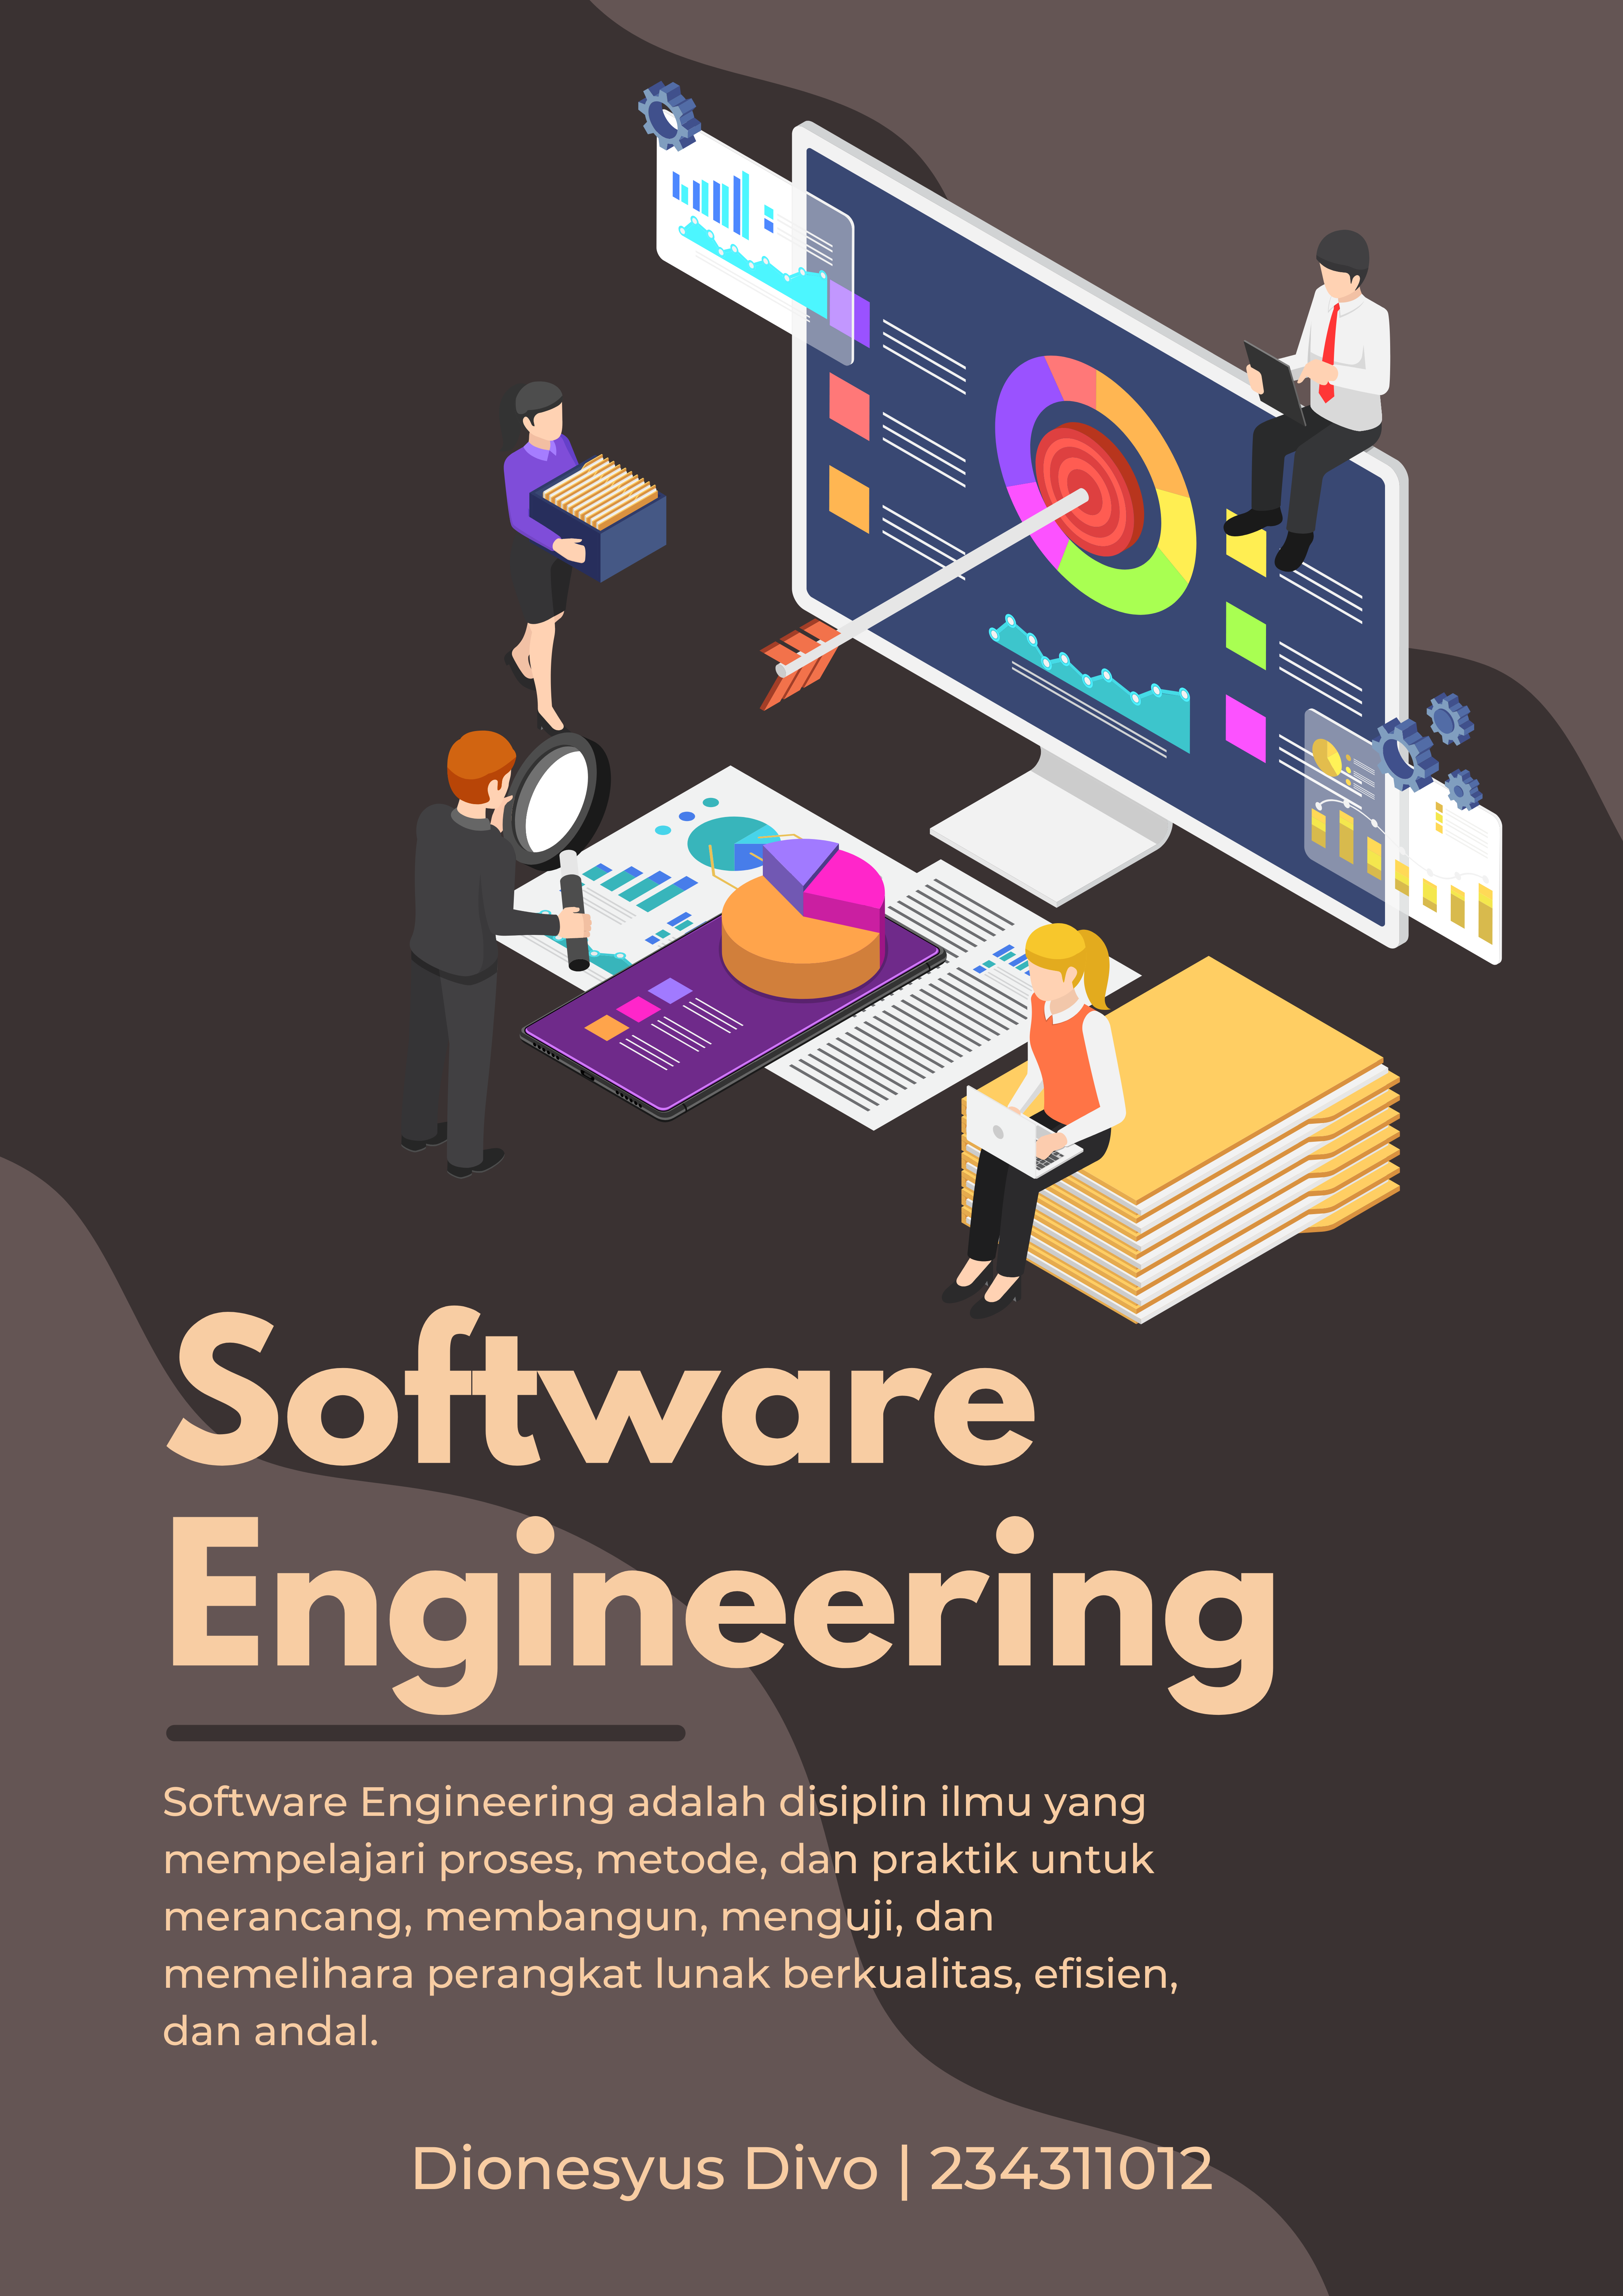 Software
Engineering
Software Engineering adalah disiplin ilmu yang
mempelajari proses, metode, dan praktik untuk
merancang, membangun, menguji, dan
memelihara perangkat lunak berkualitas, efisien,
dan andal.
Dionesyus Divo | 234311012